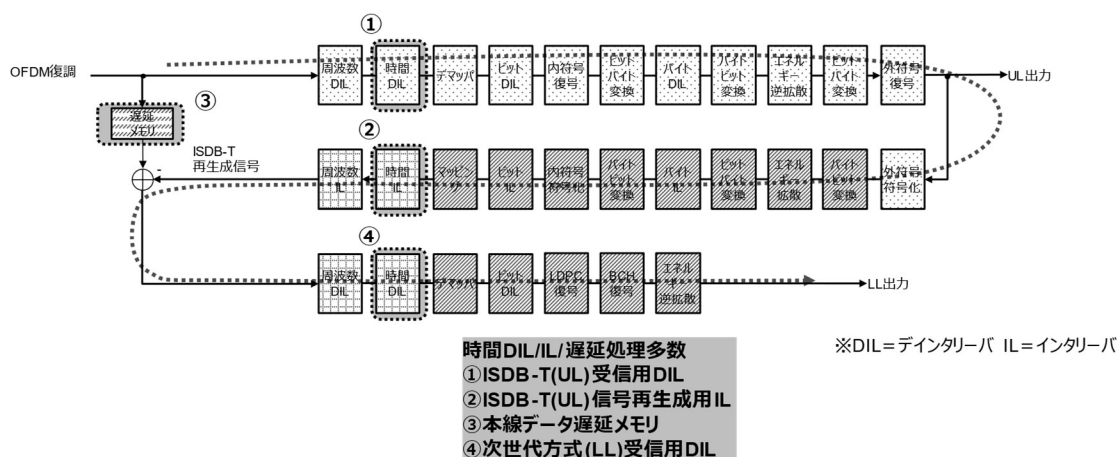 ①
OFDM復調
周波数
DIL
時間
DIL
デマッパ
ビット
DIL
内符号
復号
ビット
バイト
変換
バイト
DIL
バイト
ビット
変換
エネル
ギー
逆拡散
ビット
バイト
変換
外符号
復号
UL出力
③
遅延
メモリ
②
ISDB-T
再生成信号
周波数
IL
時間
IL
マッピン
グ
ビット
IL
内符号
符号化
バイト
ビット
変換
バイト
IL
ビット
バイト
変換
エネル
ギー
拡散
バイト
ビット
変換
外符号
符号化
-
④
周波数
DIL
時間
DIL
デマッパ
ビット
DIL
LDPC
復号
BCH
復号
エネル
ギー
逆拡散
LL出力
時間DIL/IL/遅延処理多数
①ISDB-T(UL)受信用DIL
②ISDB-T(UL)信号再生成用IL
③本線データ遅延メモリ
④次世代方式(LL)受信用DIL
※DIL=デインタリーバ IL=インタリーバ